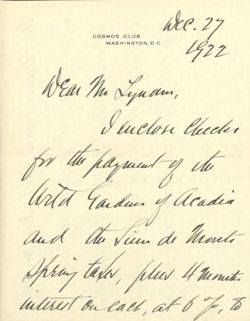 Dec. 27
1922
COSMOS CLUB
WASHINGTON, D.C.
Dear Mr Lynam,
I enclose checks
for the payment of the
Wild Gardens of Acadia
and the Sieur de Monts
Spring taxes, plus 4 months
interest on each, at 6 %, to